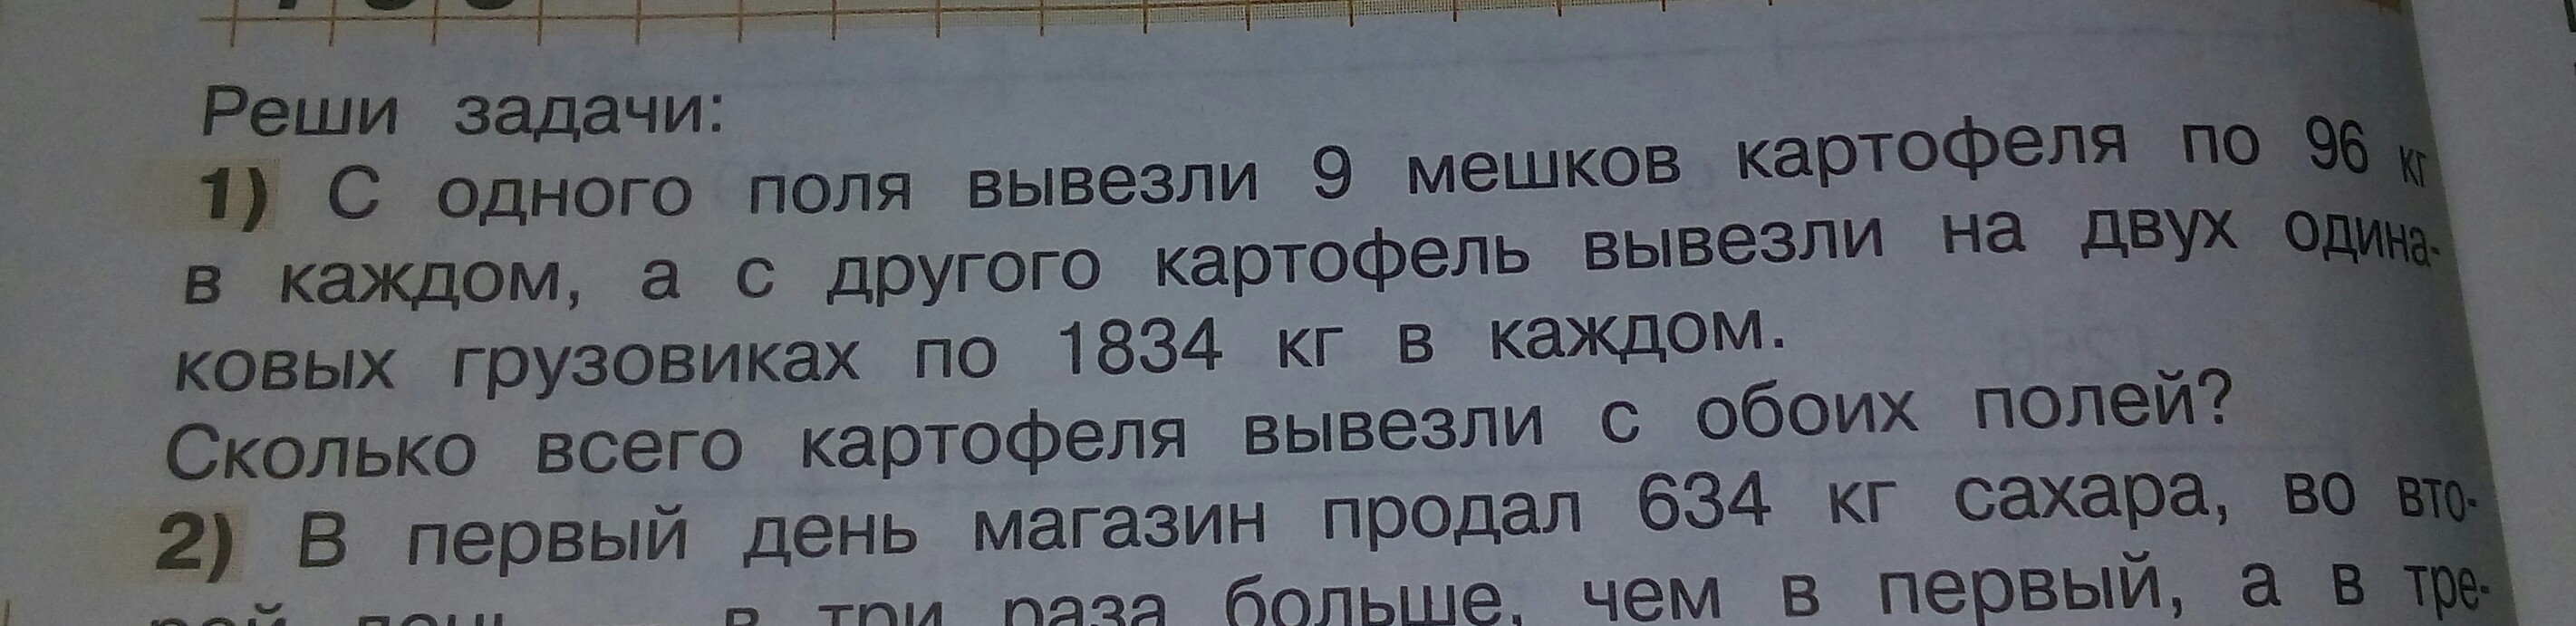 Реши задачи:
1) С одного поля вывезли 9 мешков картофеля по 96 кг
в каждом, а с другого картофель вывезли на двух одина-
ковых грузовиках по 1834 кг в каждом.
Сколько всего картофеля вывезли с обоих полей?
2) В первый день магазин продал 634 кг сахара, во вто-
рой день в три раза больше, чем в первый, а в тре-